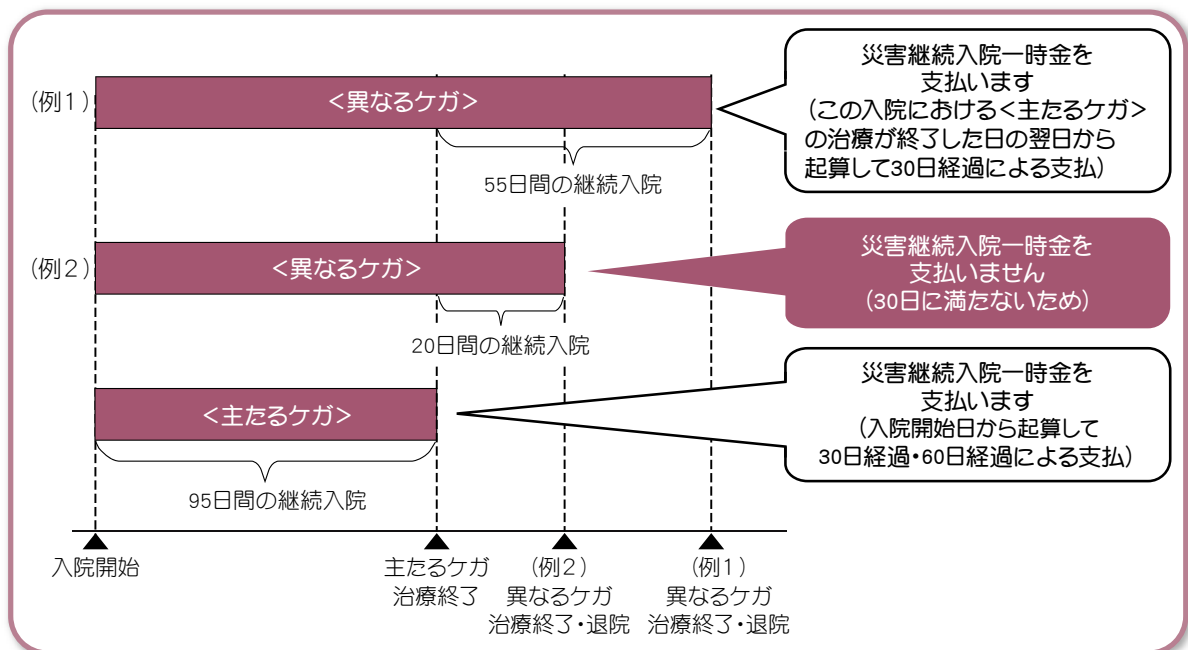 (例1)
<異なるケガ>
55日間の継続入院
災害継続入院一時金を
支払います
(この入院における<主たるケガ>
の治療が終了した日の翌日から
起算して30日経過による支払)
(例2)
<異なるケガ>
20日間の継続入院
災害継続入院一時金を
支払いません
(30日に満たないため)
<主たるケガ>
95日間の継続入院
災害継続入院一時金を
支払います
(入院開始日から起算して
30日経過・60日経過による支払)
入院開始
主たるケガ
治療終了
(例2)
異なるケガ
治療終了・退院
(例1)
異なるケガ
治療終了・退院